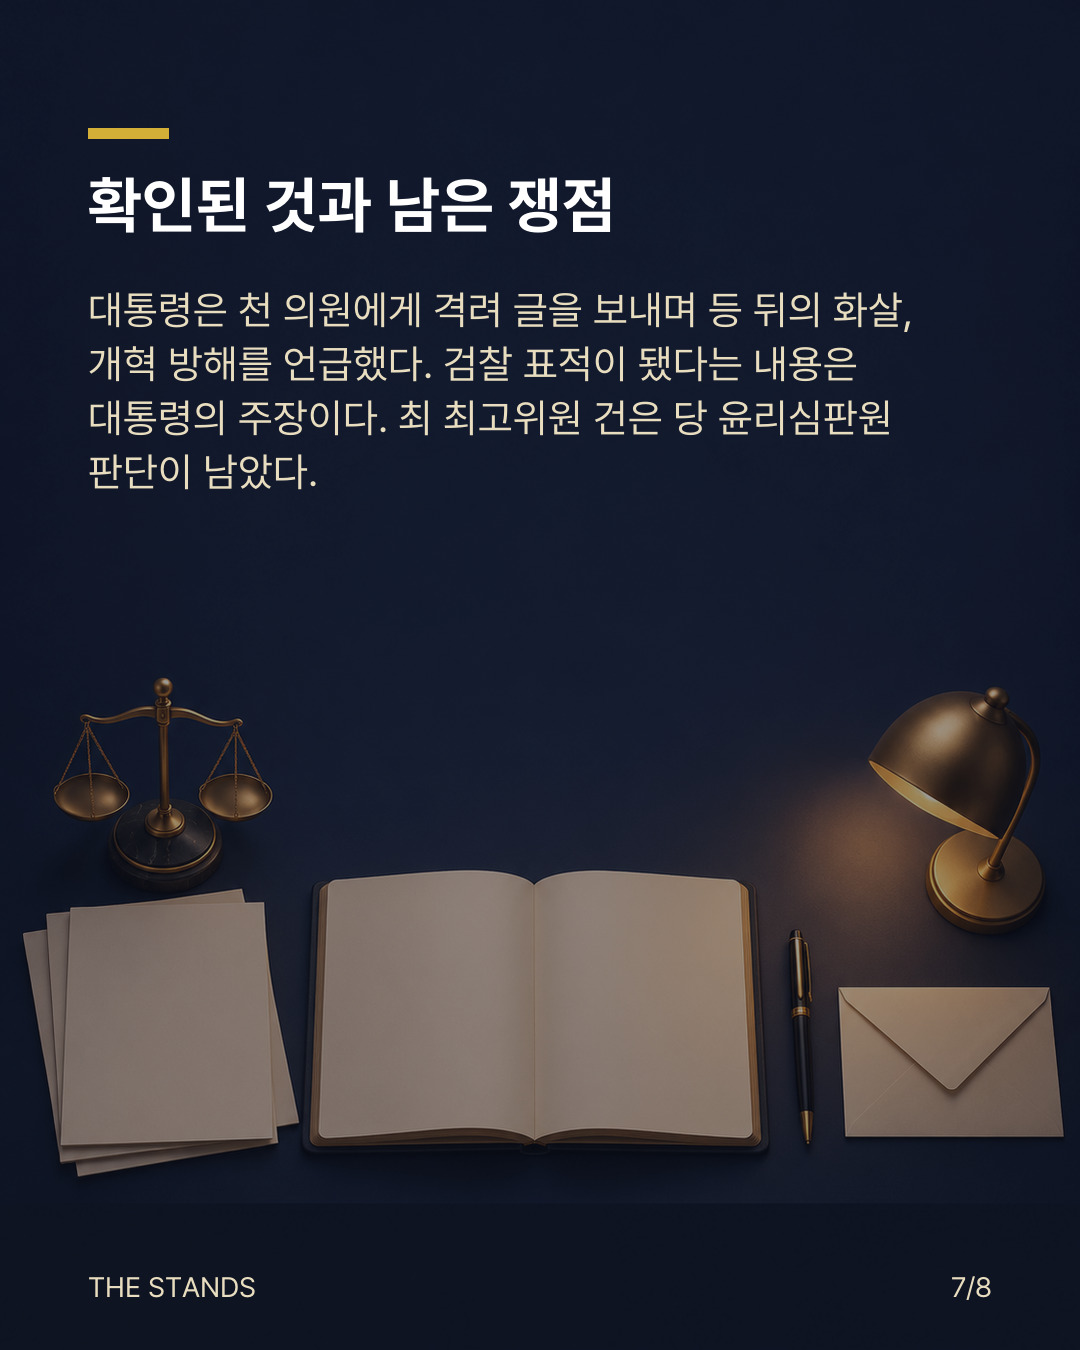 확인된 것과 남은 쟁점
대통령은 천 의원에게 격려 글을 보내며 등 뒤의 화살,
개혁 방해를 언급했다. 검찰 표적이 됐다는 내용은
대통령의 주장이다. 최 최고위원 건은 당 윤리심판원
판단이 남았다.
THE STANDS
7/8